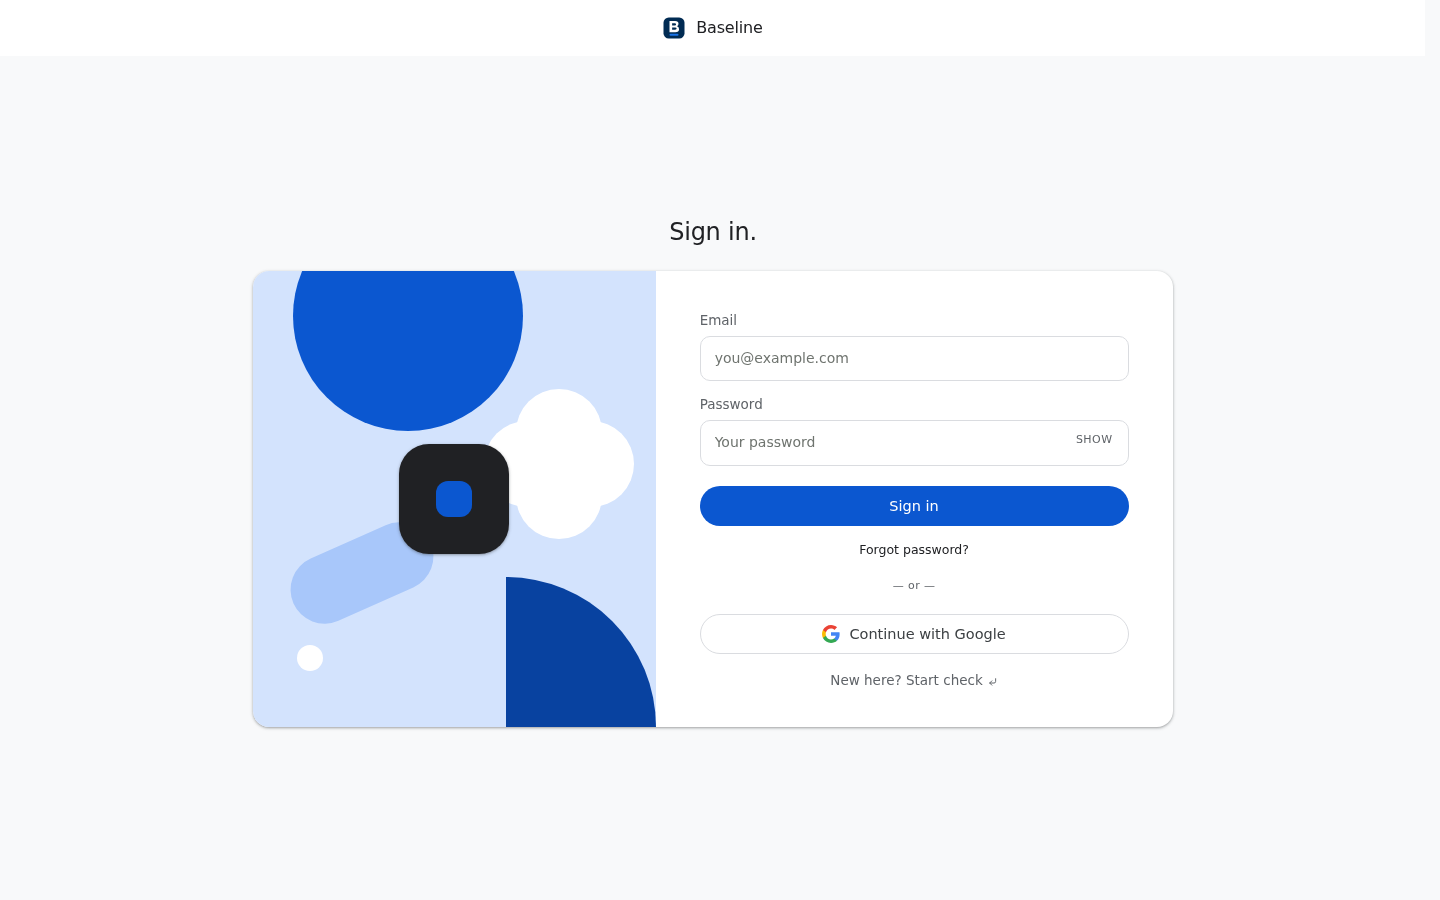 B Baseline
Sign in.
Email
you@example.com
Password
Your password SHOW
Sign in
Forgot password?
— or —
Continue with Google
New here? Start check ⤶